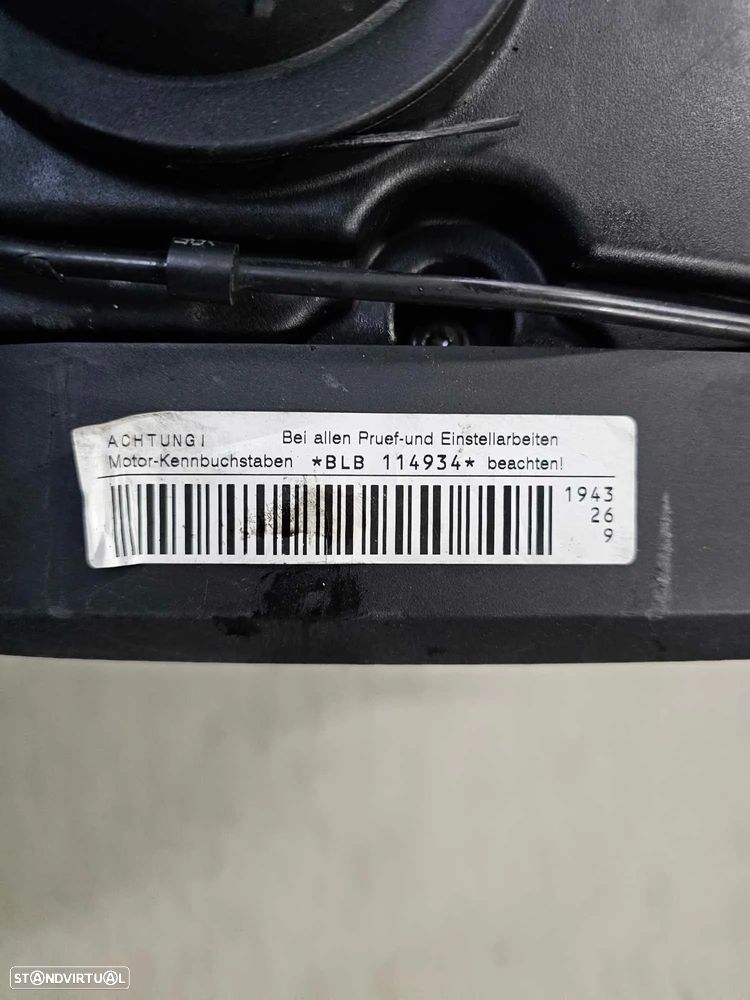 ACHTUNG! Bei allen Pruef-und Einstellarbeiten
Motor-Kennbuchstaben *BLB 114934* beachten!
1943
26
9
STANDVIRTUAL